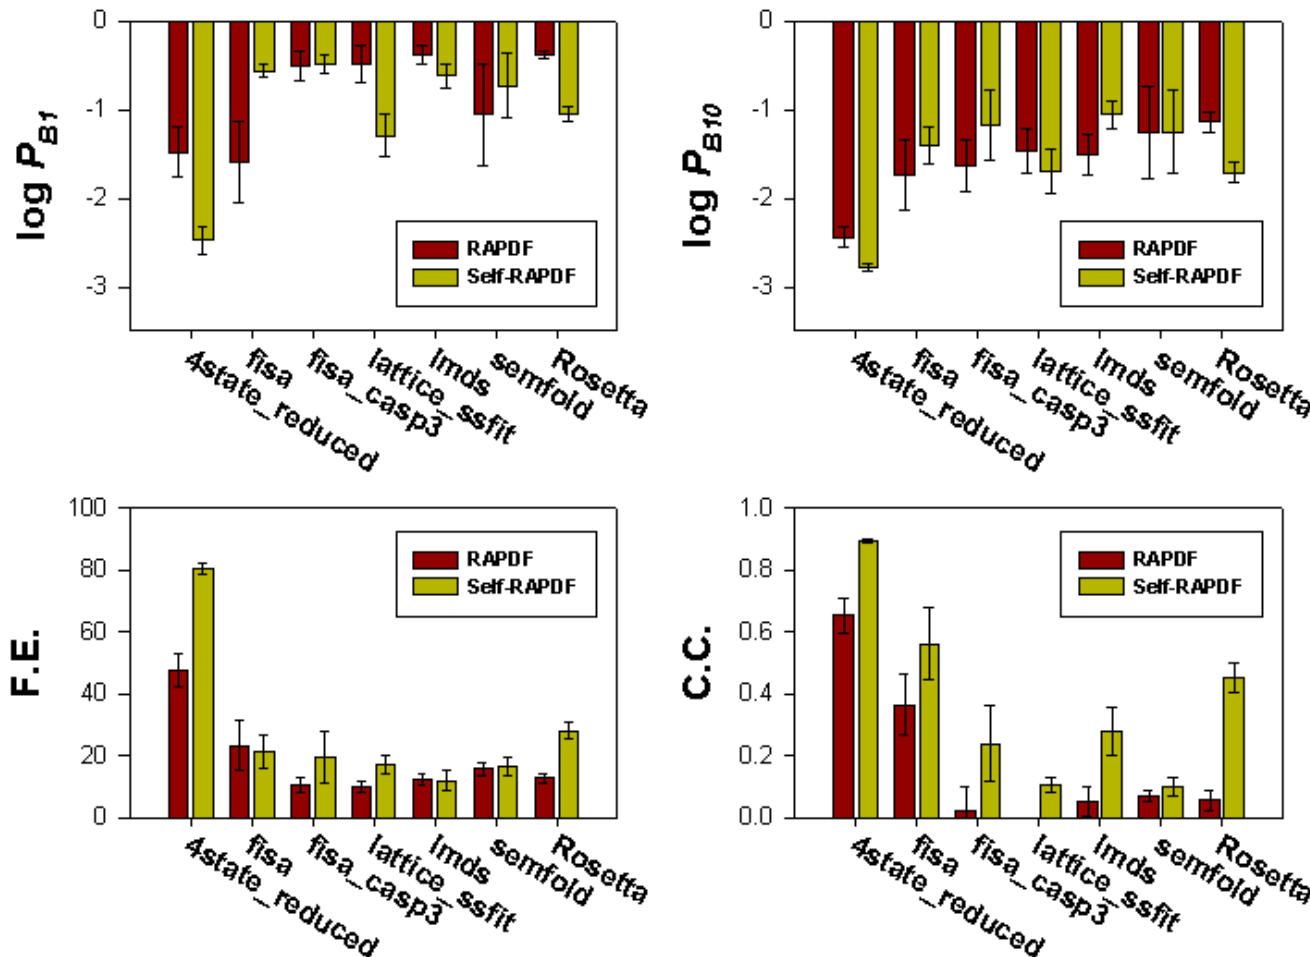 log P_B1
0
-1
-2
-3
RAPDF
Self-RAPDF
4state_reduced
fisa
fisa_casp3
lattice_ssfit
lmds
semfold
Rosetta
log P_B10
0
-1
-2
-3
RAPDF
Self-RAPDF
4state_reduced
fisa
fisa_casp3
lattice_ssfit
lmds
semfold
Rosetta
F.E.
100
80
60
40
20
0
RAPDF
Self-RAPDF
4state_reduced
fisa
fisa_casp3
lattice_ssfit
lmds
semfold
Rosetta
C.C.
1.0
0.8
0.6
0.4
0.2
0.0
RAPDF
Self-RAPDF
4state_reduced
fisa
fisa_casp3
lattice_ssfit
lmds
semfold
Rosetta